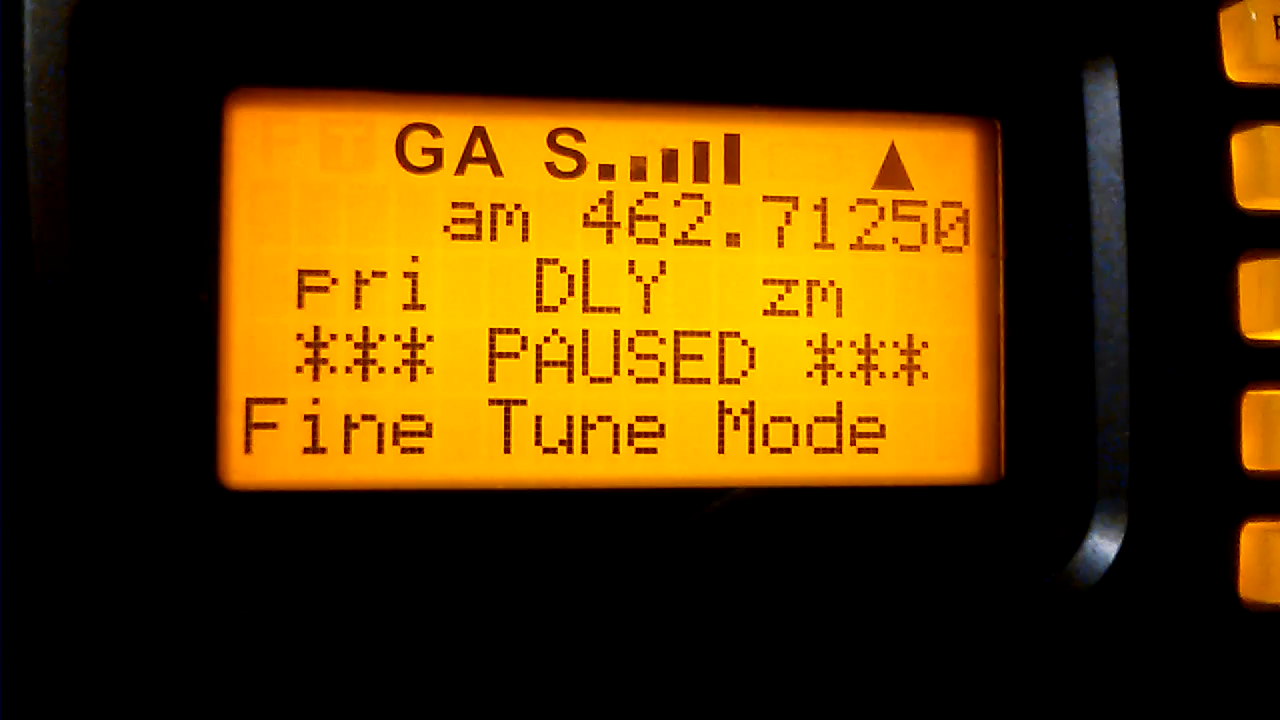 GA S
am 462.71250
pri DLY zm
*** PAUSED ***
Fine Tune Mode